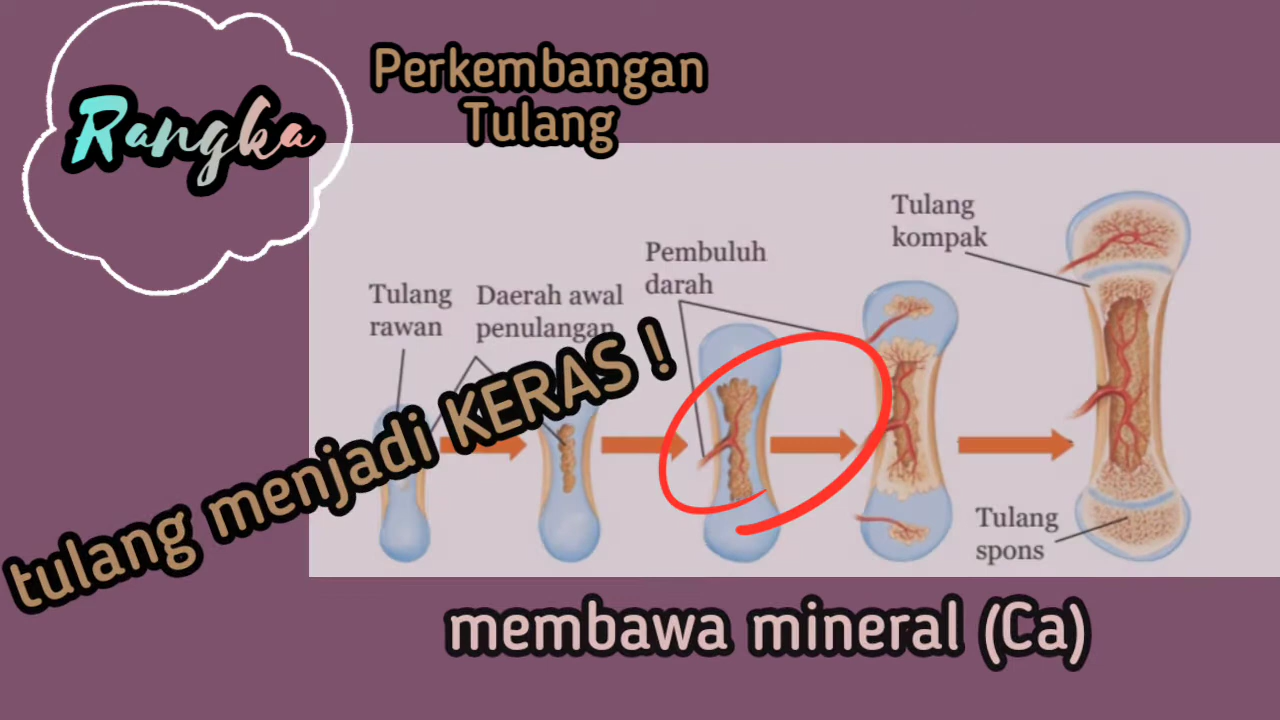 Rangka
Perkembangan
Tulang
Tulang
kompak
Pembuluh
darah
Tulang
rawan
Daerah awal
penulangan
tulang menjadi KERAS !
Tulang
spons
membawa mineral (Ca)